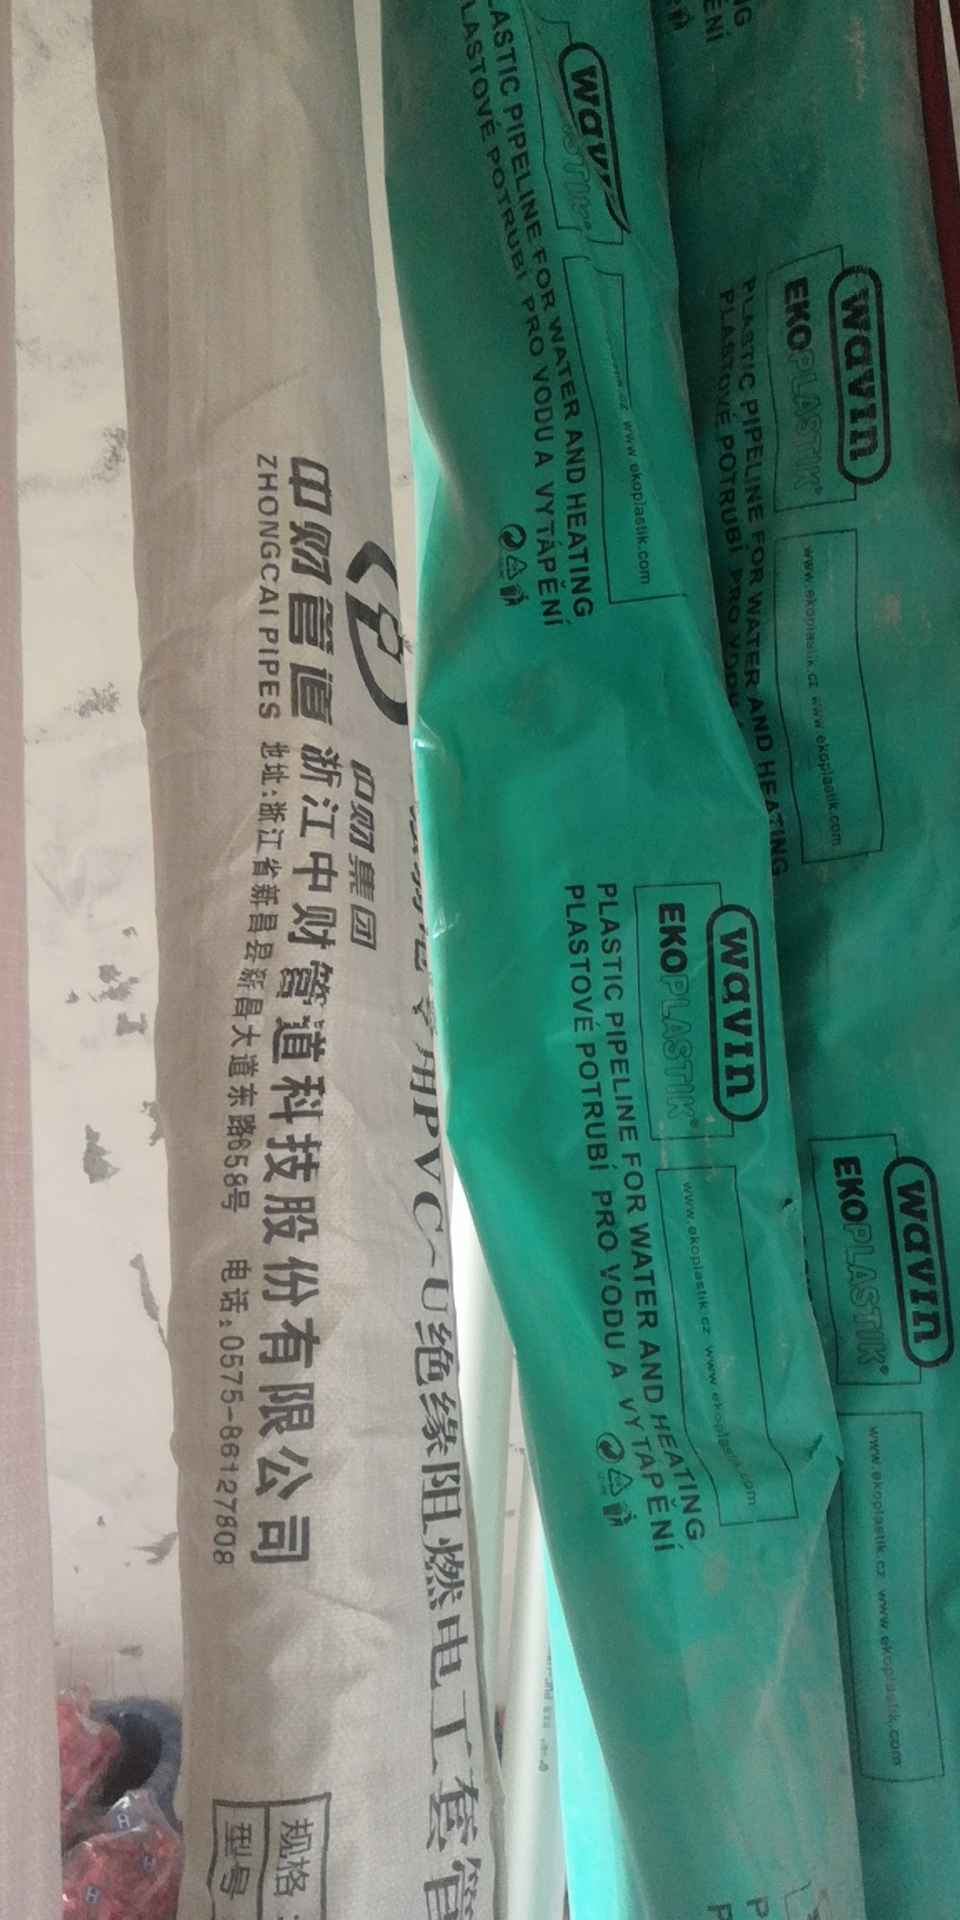 中财管道
ZHONGCAI PIPES
中财集团
浙江中财管道科技股份有限公司
地址:浙江省新昌县新昌大道东路658号 电话:0575-86127808
用PVC-U绝缘阻燃电工套管
规格
型号
wavin
PLASTIC PIPELINE FOR WATER AND HEATING
PLASTOVÉ POTRUBÍ PRO VODU A VYTÁPĚNÍ
www.ekoplastik.com
wavin
EKOPLASTIK®
www.ekoplastik.cz www.ekoplastik.com
PLASTIC PIPELINE FOR WATER AND HEATING
PLASTOVÉ POTRUBÍ PRO VODU
wavin
EKOPLASTIK®
www.ekoplastik.cz www.ekoplastik.com
PLASTIC PIPELINE FOR WATER AND HEATING
PLASTOVÉ POTRUBÍ PRO VODU A VYTÁPĚNÍ
wavin
EKOPLASTIK®
www.ekoplastik.cz www.ekoplastik.com